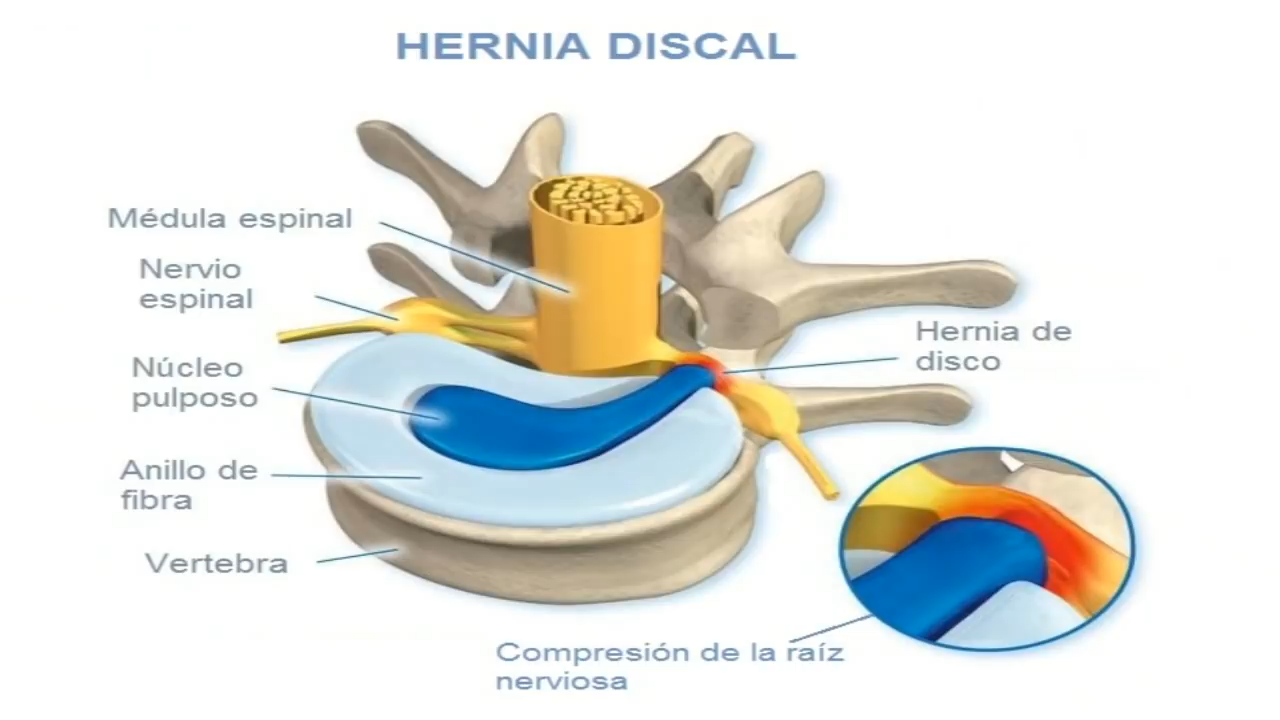 HERNIA DISCAL
Médula espinal
Nervio
espinal
Núcleo
pulposo
Anillo de
fibra
Vertebra
Hernia de
disco
Compresión de la raíz
nerviosa